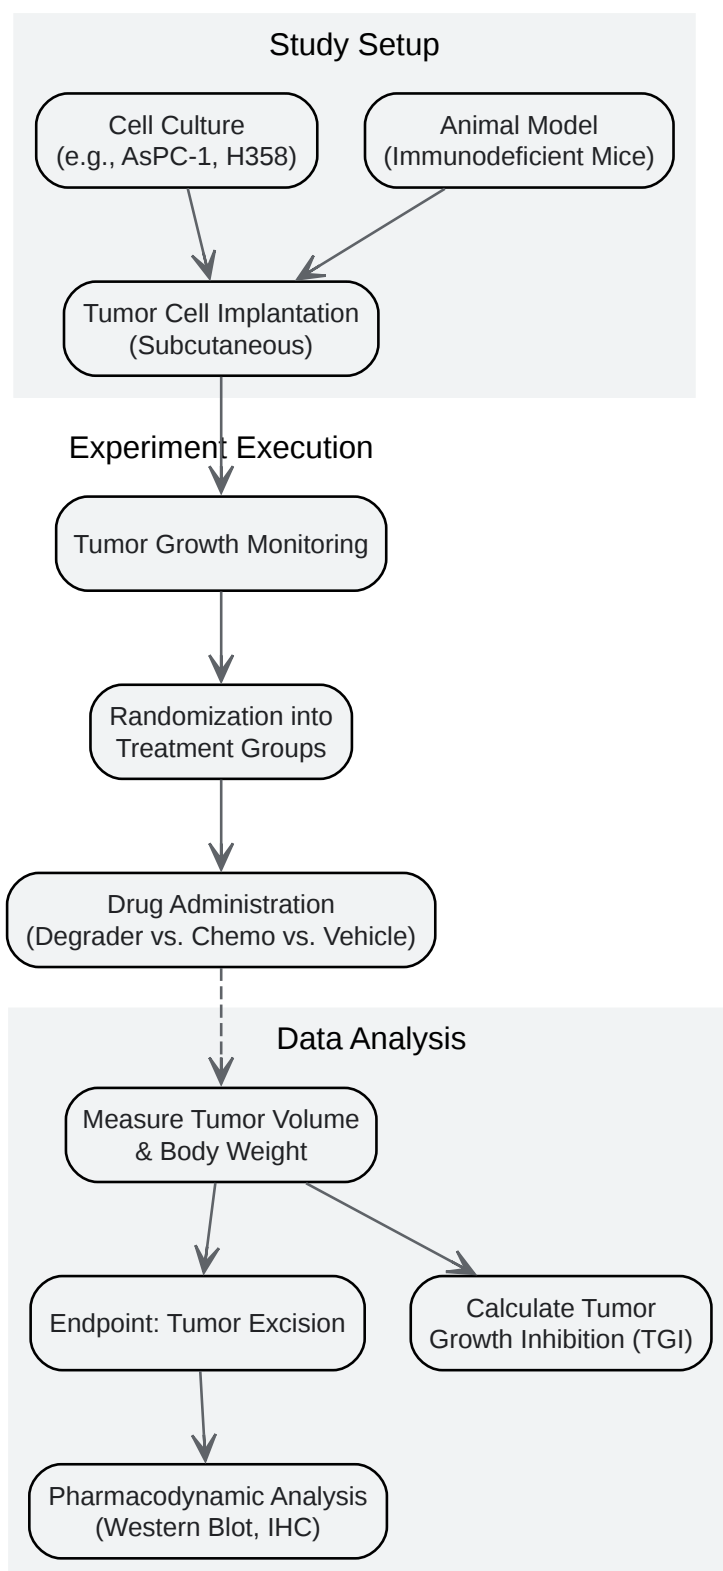 Study Setup
Cell Culture
(e.g., AsPC-1, H358)
Animal Model
(Immunodeficient Mice)
Tumor Cell Implantation
(Subcutaneous)
Experiment Execution
Tumor Growth Monitoring
Randomization into
Treatment Groups
Drug Administration
(Degrader vs. Chemo vs. Vehicle)
Data Analysis
Measure Tumor Volume
& Body Weight
Endpoint: Tumor Excision
Calculate Tumor
Growth Inhibition (TGI)
Pharmacodynamic Analysis
(Western Blot, IHC)